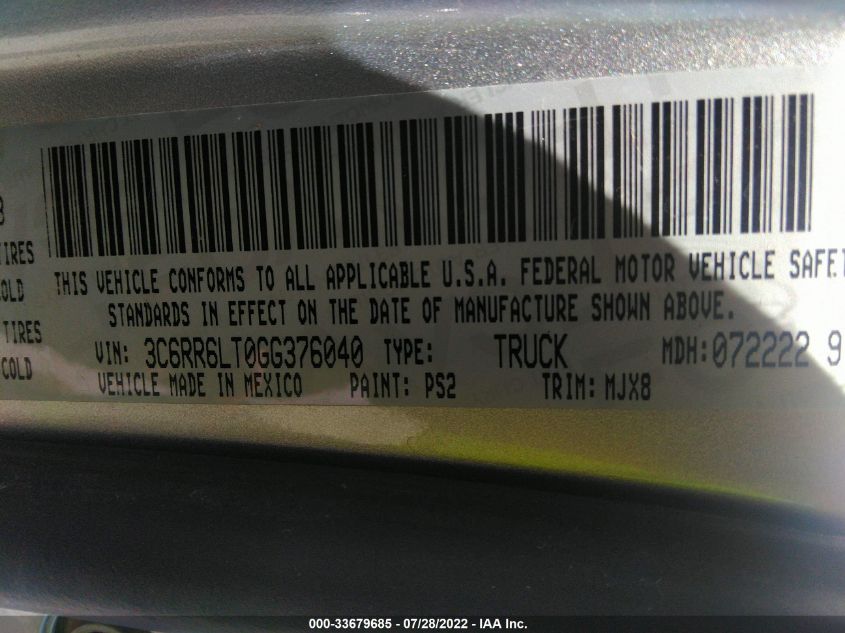 8
TIRES
COLD
TIRES
COLD
THIS VEHICLE CONFORMS TO ALL APPLICABLE U.S.A. FEDERAL MOTOR VEHICLE SAFET
STANDARDS IN EFFECT ON THE DATE OF MANUFACTURE SHOWN ABOVE.
VIN: 3C6RR6LT0GG376040 TYPE: TRUCK MDH: 072222 9
VEHICLE MADE IN MEXICO PAINT: PS2 TRIM: MJX8
000-33679685 - 07/28/2022 - IAA Inc.